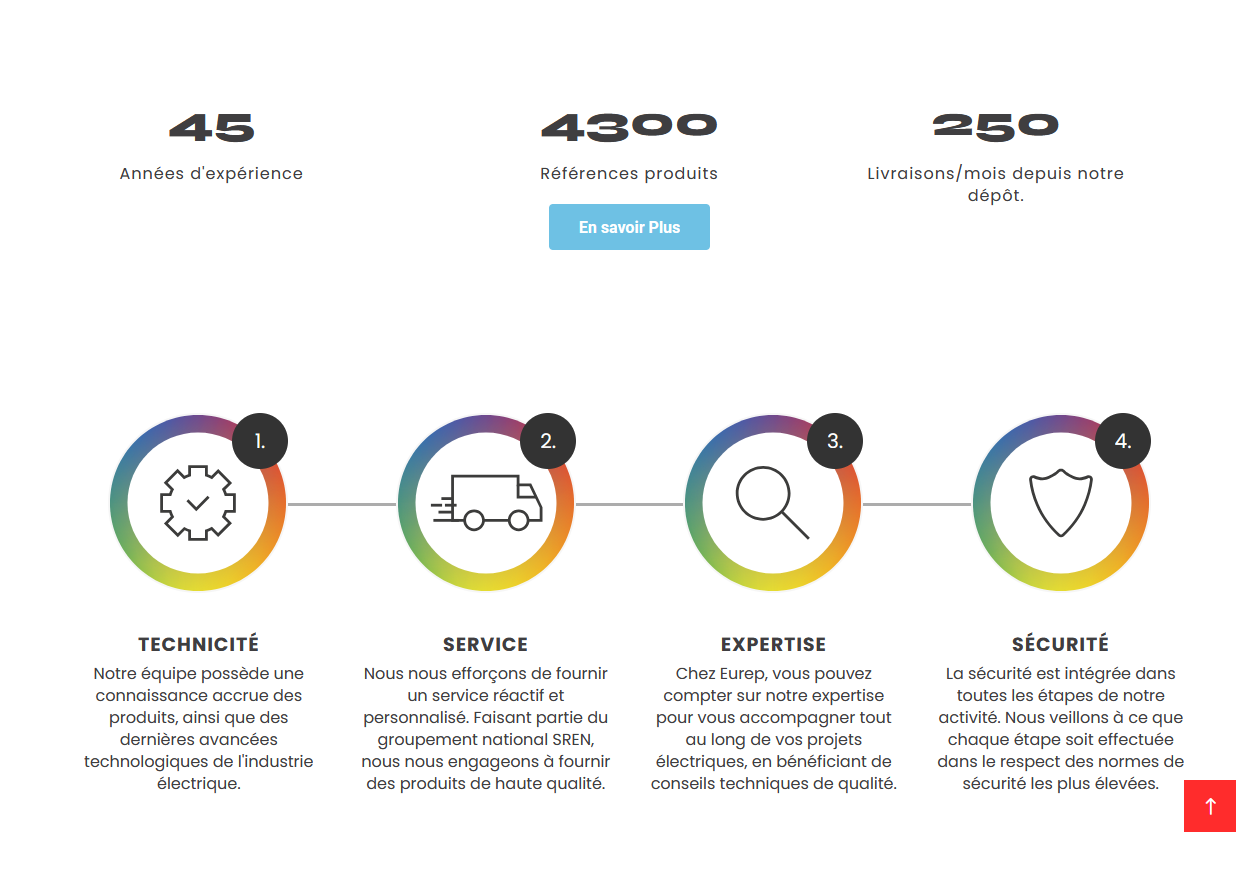 45
4300
250
Années d'expérience
Références produits
Livraisons/mois depuis notre
dépôt.
En savoir Plus
1.
2.
3.
4.
TECHNICITÉ
Notre équipe possède une
connaissance accrue des
produits, ainsi que des
dernières avancées
technologiques de l'industrie
électrique.
SERVICE
Nous nous efforçons de fournir
un service réactif et
personnalisé. Faisant partie du
groupement national SREN,
nous nous engageons à fournir
des produits de haute qualité.
EXPERTISE
Chez Eurep, vous pouvez
compter sur notre expertise
pour vous accompagner tout
au long de vos projets
électriques, en bénéficiant de
conseils techniques de qualité.
SÉCURITÉ
La sécurité est intégrée dans
toutes les étapes de notre
activité. Nous veillons à ce que
chaque étape soit effectuée
dans le respect des normes de
sécurité les plus élevées.